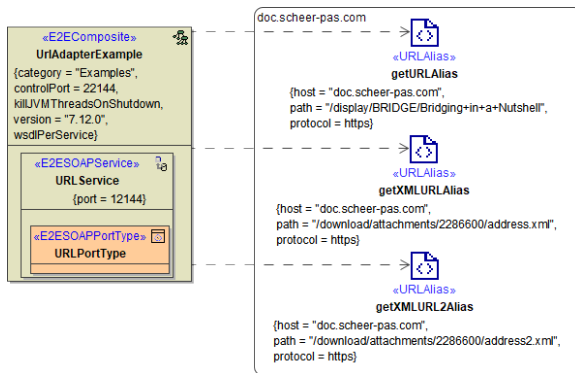 «E2EComposite»
UrlAdapterExample
{category = "Examples",
controlPort = 22144,
killJVMThreadsOnShutdown,
version = "7.12.0",
wsdlPerService}
«E2ESOAPService»
URLService
{port = 12144}
«E2ESOAPPortType»
URLPortType
doc.scheer-pas.com
«URLAlias»
getURLAlias
{host = "doc.scheer-pas.com",
path = "/display/BRIDGE/Bridging+in+a+Nutshell",
protocol = https}
«URLAlias»
getXMLURLAlias
{host = "doc.scheer-pas.com",
path = "/download/attachments/2286600/address.xml",
protocol = https}
«URLAlias»
getXMLURL2Alias
{host = "doc.scheer-pas.com",
path = "/download/attachments/2286600/address2.xml",
protocol = https}